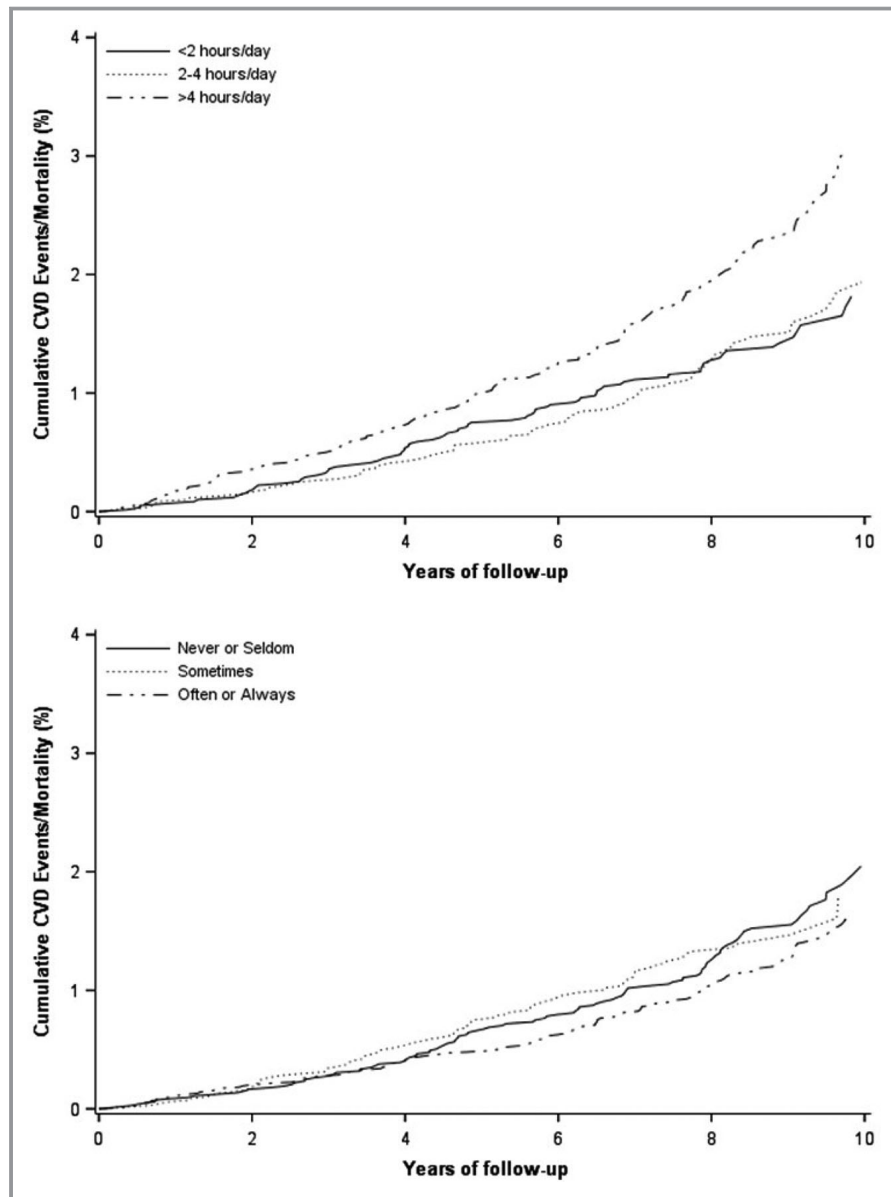 4
<2 hours/day
2-4 hours/day
>4 hours/day
3
2
1
0
Cumulative CVD Events/Mortality (%)
0 2 4 6 8 10
Years of follow-up
4
Never or Seldom
Sometimes
Often or Always
3
2
1
0
Cumulative CVD Events/Mortality (%)
0 2 4 6 8 10
Years of follow-up